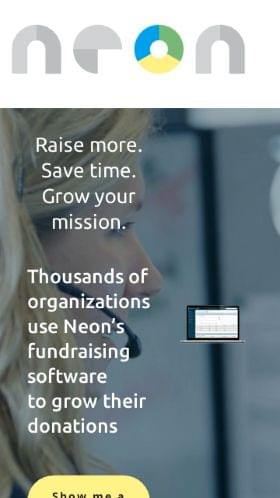 neon
Raise more.
Save time.
Grow your
mission.
Thousands of
organizations
use Neon's
fundraising
software
to grow their
donations
Show me a